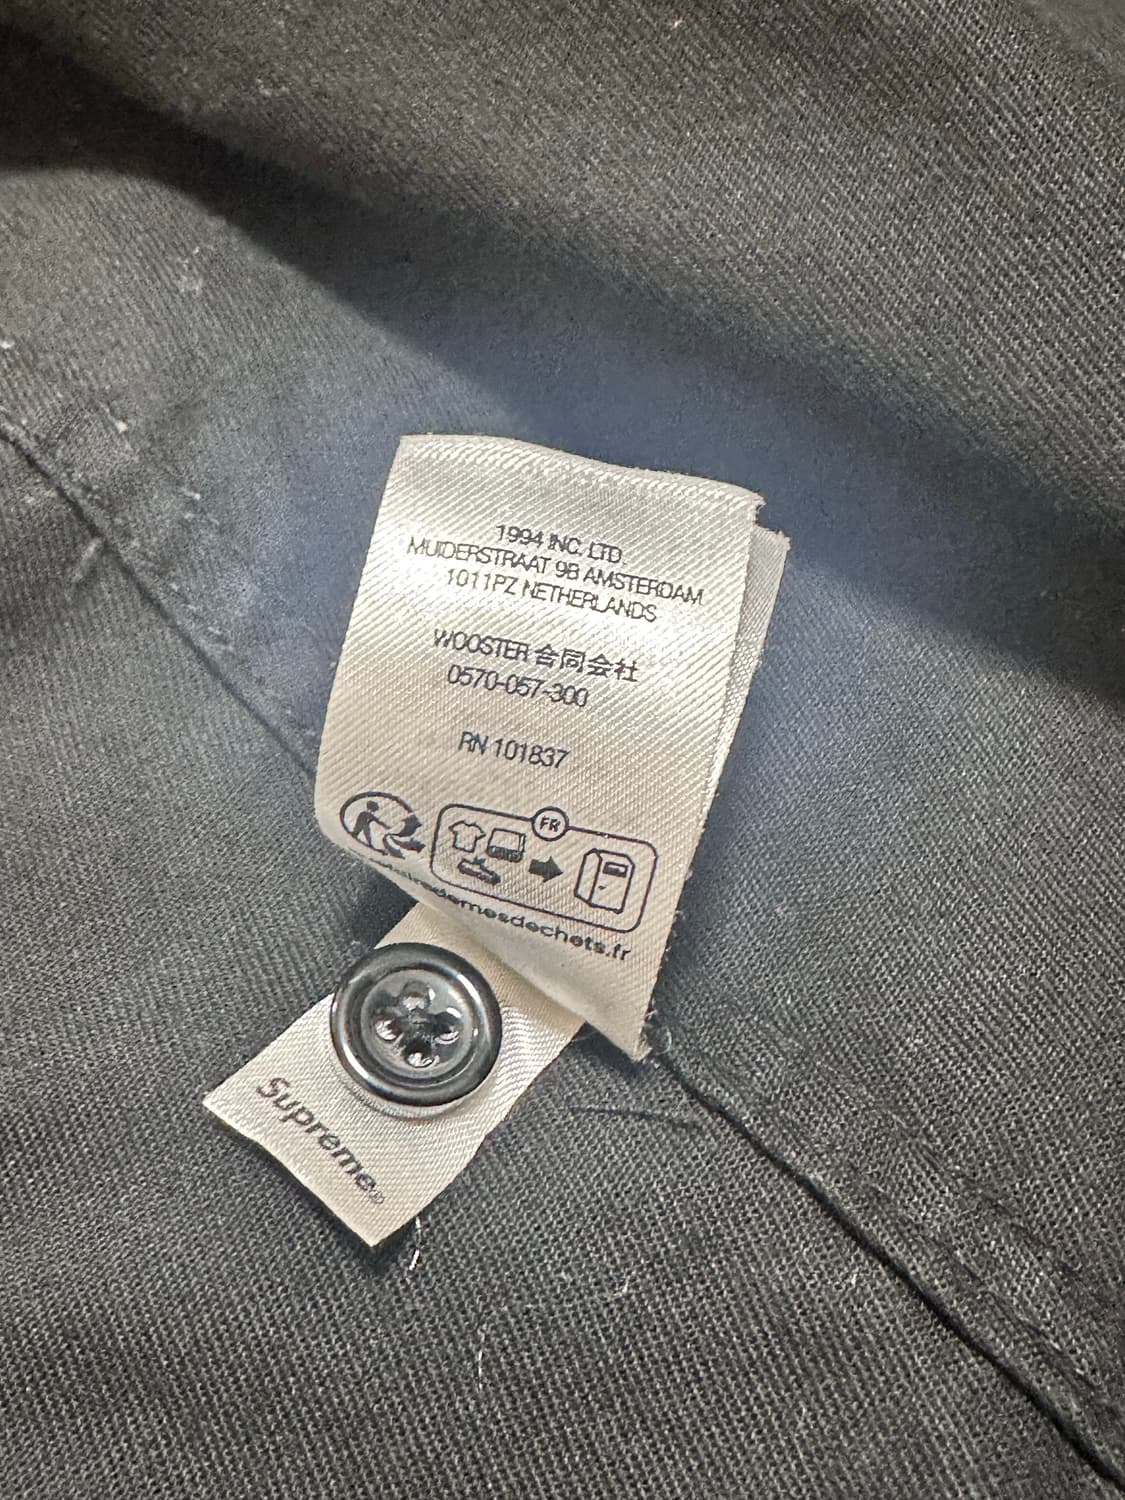 1994 INC. LTD.
MUIDERSTRAAT 9B AMSTERDAM
1011PZ NETHERLANDS
WOOSTER 合同会社
0570-057-300
RN 101837
FR
Supreme®